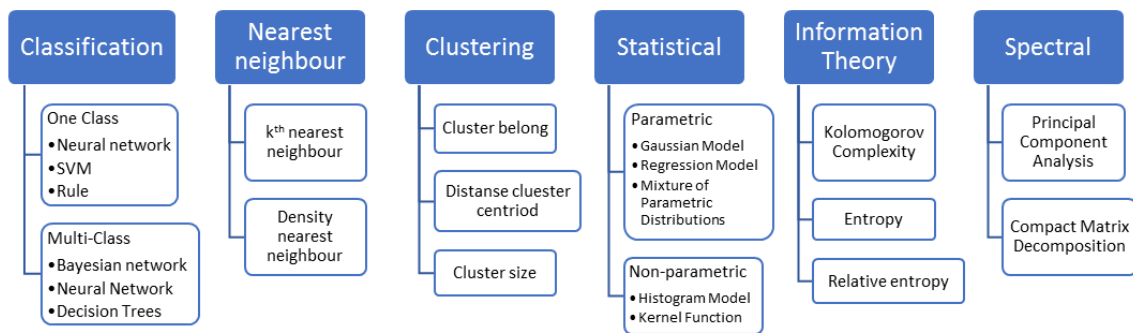 Classification
One Class
•Neural network
•SVM
•Rule
Multi-Class
•Bayesian network
•Neural Network
•Decision Trees
Nearest
neighbour
kth nearest
neighbour
Density
nearest
neighbour
Clustering
Cluster belong
Distanse cluester
centriod
Cluster size
Statistical
Parametric
•Gaussian Model
•Regression Model
•Mixture of
Parametric
Distributions
Non-parametric
•Histogram Model
•Kernel Function
Information
Theory
Kolomogorov
Complexity
Entropy
Relative entropy
Spectral
Principal
Component
Analysis
Compact Matrix
Decomposition